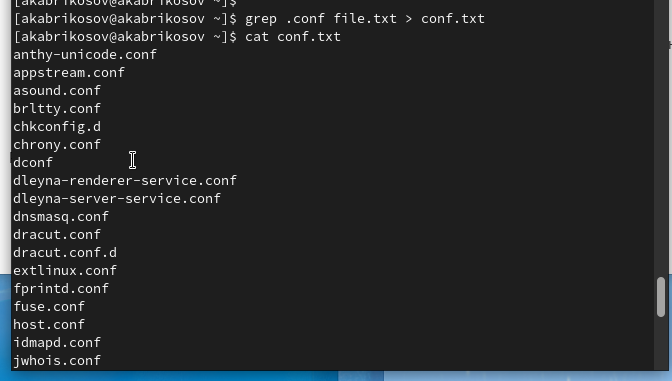 [akabrikosov@akabrikosov ~]$
[akabrikosov@akabrikosov ~]$ grep .conf file.txt > conf.txt
[akabrikosov@akabrikosov ~]$ cat conf.txt
anthy-unicode.conf
appstream.conf
asound.conf
brltty.conf
chkconfig.d
chrony.conf
dconf
dleyna-renderer-service.conf
dleyna-server-service.conf
dnsmasq.conf
dracut.conf
dracut.conf.d
extlinux.conf
fprintd.conf
fuse.conf
host.conf
idmapd.conf
jwhois.conf